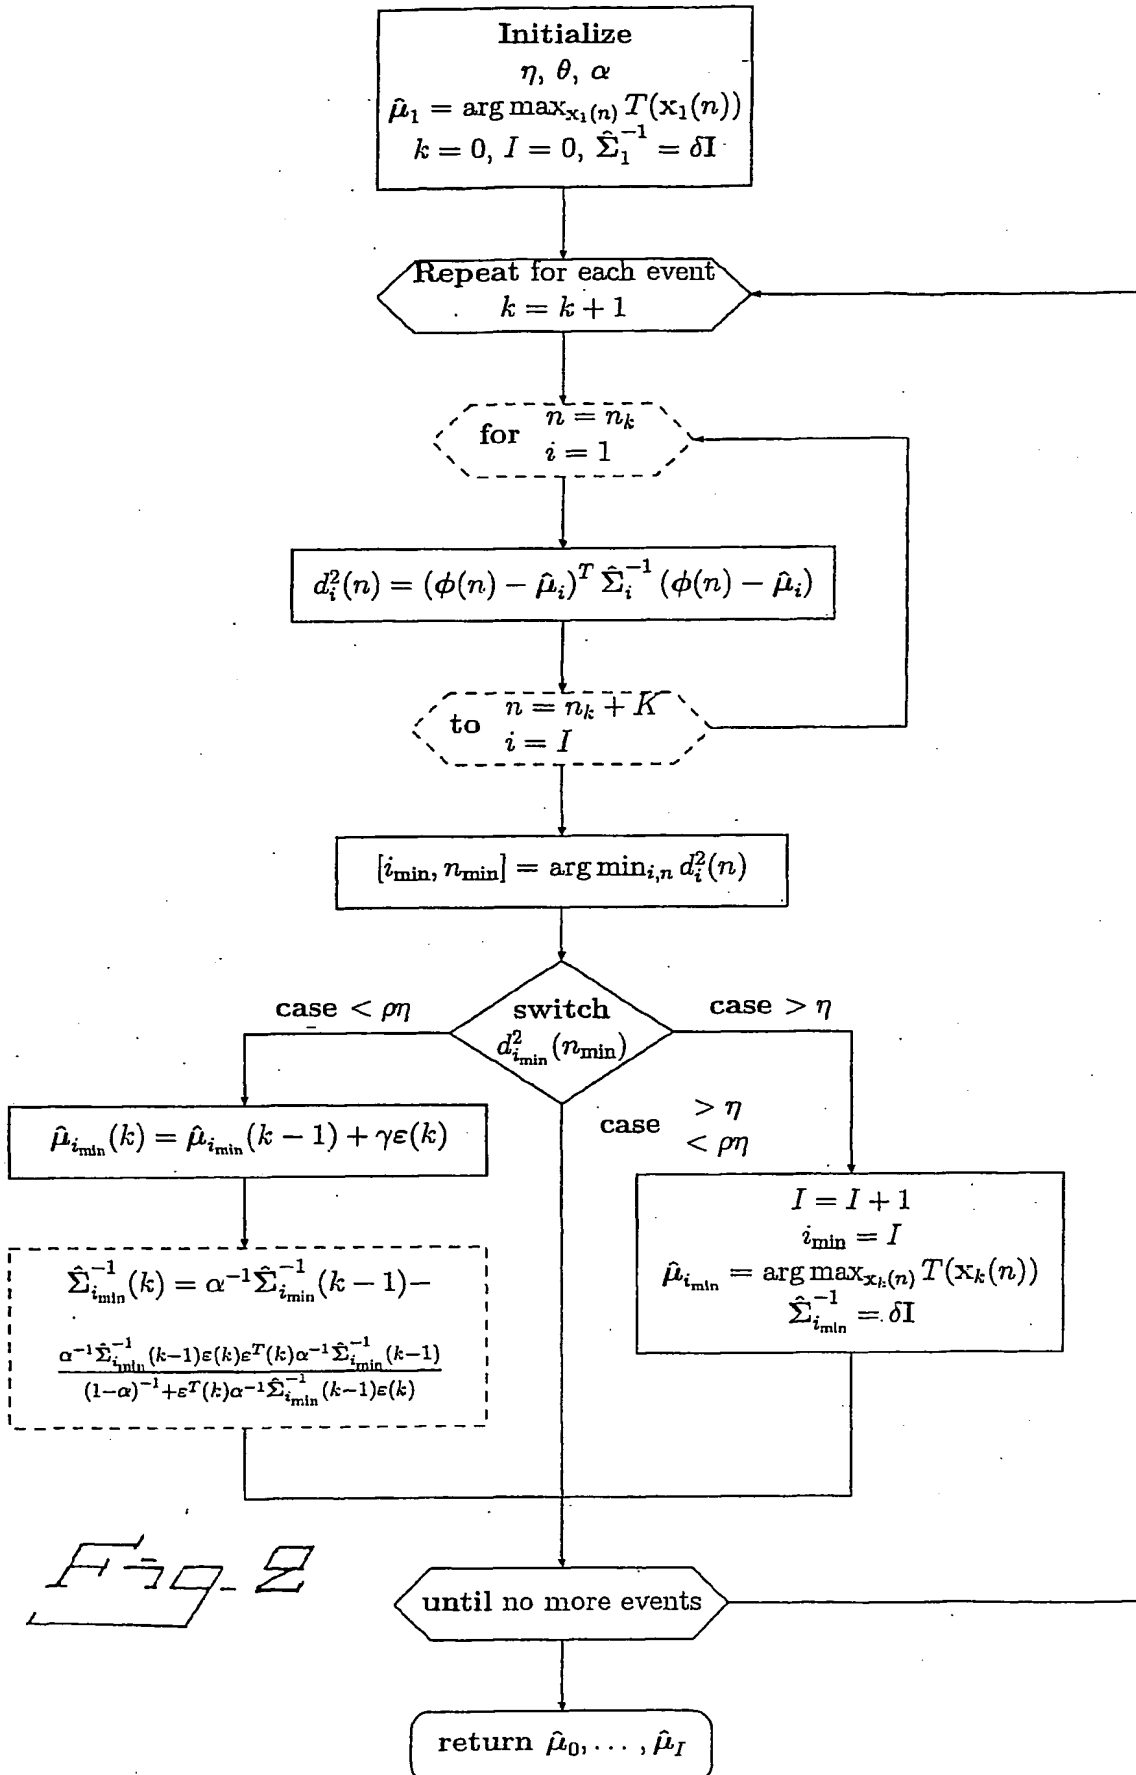 Initialize
η, θ, α
μ̂₁ = arg max_{x₁(n)} T(x₁(n))
k = 0, I = 0, Σ̂₁⁻¹ = δI
Repeat for each event
k = k + 1
for n = n_k
i = 1
d_i²(n) = (ϕ(n) − μ̂_i)^T Σ̂_i⁻¹ (ϕ(n) − μ̂_i)
to n = n_k + K
i = I
[i_min, n_min] = arg min_{i,n} d_i²(n)
case < ρη
switch
d²_{i_min}(n_min)
case > η
case > η
< ρη
μ̂_{i_min}(k) = μ̂_{i_min}(k − 1) + γε(k)
I = I + 1
i_min = I
μ̂_{i_min} = arg max_{x_k(n)} T(x_k(n))
Σ̂⁻¹_{i_min} = δI
Σ̂⁻¹_{i_min}(k) = α⁻¹Σ̂⁻¹_{i_min}(k − 1)−
α⁻¹Σ̂⁻¹_{i_min}(k−1)ε(k)ε^T(k)α⁻¹Σ̂⁻¹_{i_min}(k−1)
(1−α)⁻¹+ε^T(k)α⁻¹Σ̂⁻¹_{i_min}(k−1)ε(k)
Fig. 8
until no more events
return μ̂₀, . . . , μ̂_I